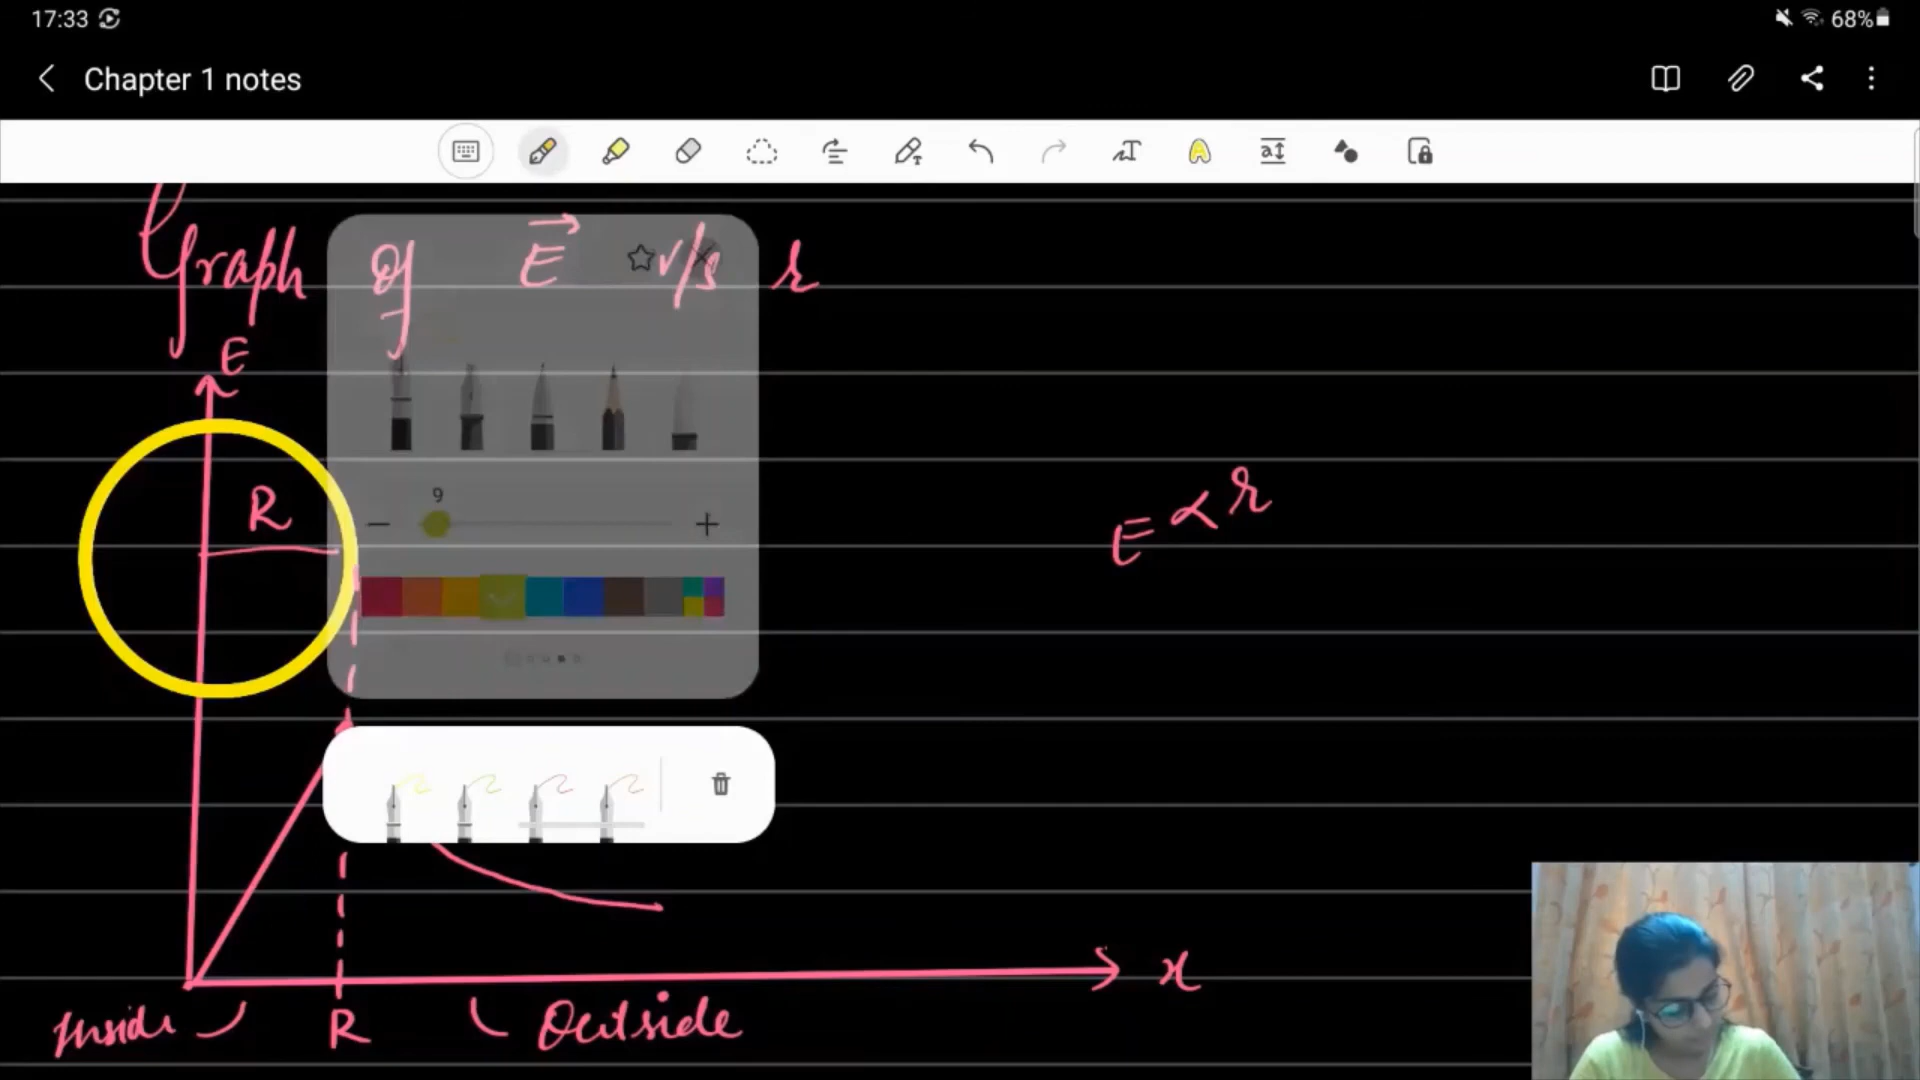 17:33 68%
Chapter 1 notes
Graph of E v/s r
E
R
9
E ∝ r
x
Inside R Outside